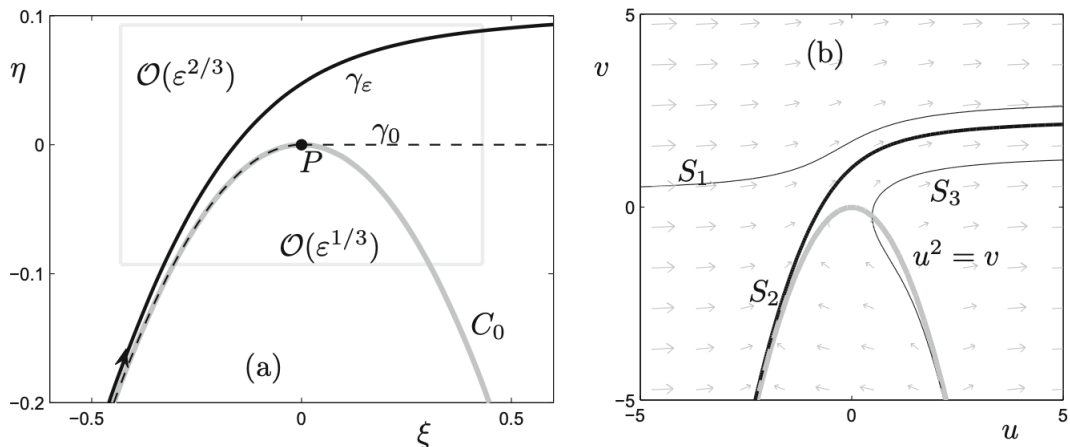 0.1
η
0
−0.1
−0.2
−0.5
0
0.5
ξ
𝒪(ε^{2/3})
γ_ε
γ_0
P
𝒪(ε^{1/3})
C_0
(a)
5
v
0
−5
−5
0
5
u
(b)
S_1
S_3
u^2 = v
S_2